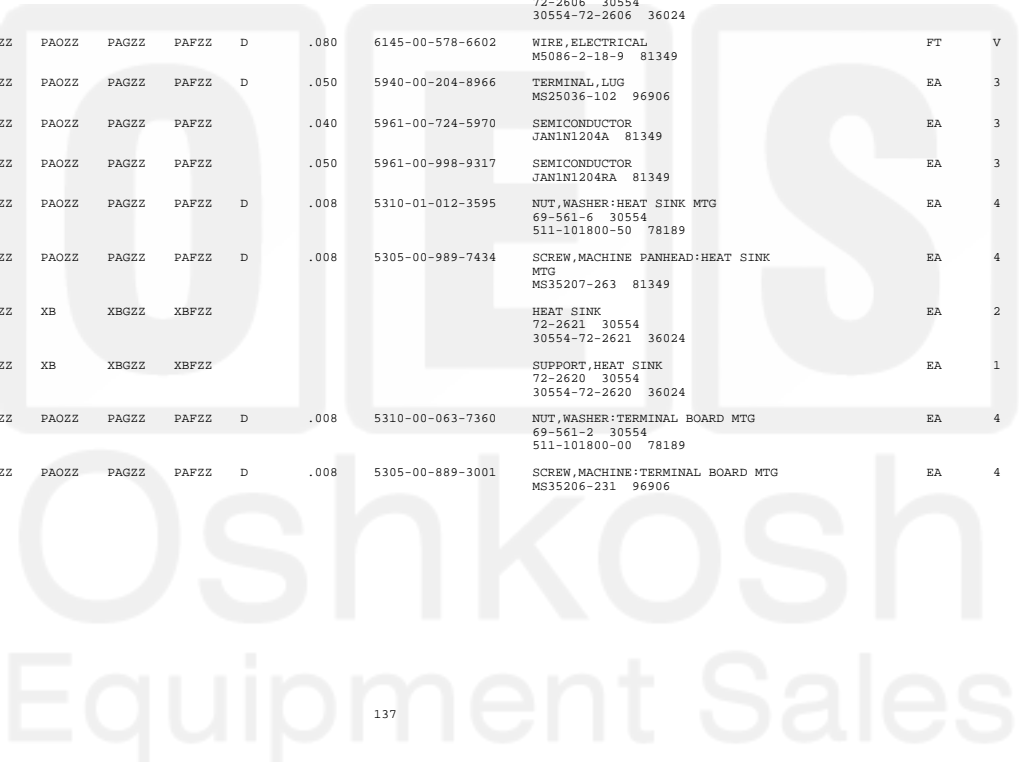 72-2606 30554
30554-72-2606 36024
ZZ PAOZZ PAGZZ PAFZZ D .080 6145-00-578-6602 WIRE,ELECTRICAL FT V
M5086-2-18-9 81349
ZZ PAOZZ PAGZZ PAFZZ D .050 5940-00-204-8966 TERMINAL,LUG EA 3
MS25036-102 96906
ZZ PAOZZ PAGZZ PAFZZ .040 5961-00-724-5970 SEMICONDUCTOR EA 3
JAN1N1204A 81349
ZZ PAOZZ PAGZZ PAFZZ .050 5961-00-998-9317 SEMICONDUCTOR EA 3
JAN1N1204RA 81349
ZZ PAOZZ PAGZZ PAFZZ D .008 5310-01-012-3595 NUT,WASHER:HEAT SINK MTG EA 4
69-561-6 30554
511-101800-50 78189
ZZ PAOZZ PAGZZ PAFZZ D .008 5305-00-989-7434 SCREW,MACHINE PANHEAD:HEAT SINK EA 4
MTG
MS35207-263 81349
ZZ XB XBGZZ XBFZZ HEAT SINK EA 2
72-2621 30554
30554-72-2621 36024
ZZ XB XBGZZ XBFZZ SUPPORT,HEAT SINK EA 1
72-2620 30554
30554-72-2620 36024
ZZ PAOZZ PAGZZ PAFZZ D .008 5310-00-063-7360 NUT,WASHER:TERMINAL BOARD MTG EA 4
69-561-2 30554
511-101800-00 78189
ZZ PAOZZ PAGZZ PAFZZ D .008 5305-00-889-3001 SCREW,MACHINE:TERMINAL BOARD MTG EA 4
MS35206-231 96906
OES
Oshkosh
Equipment Sales
137